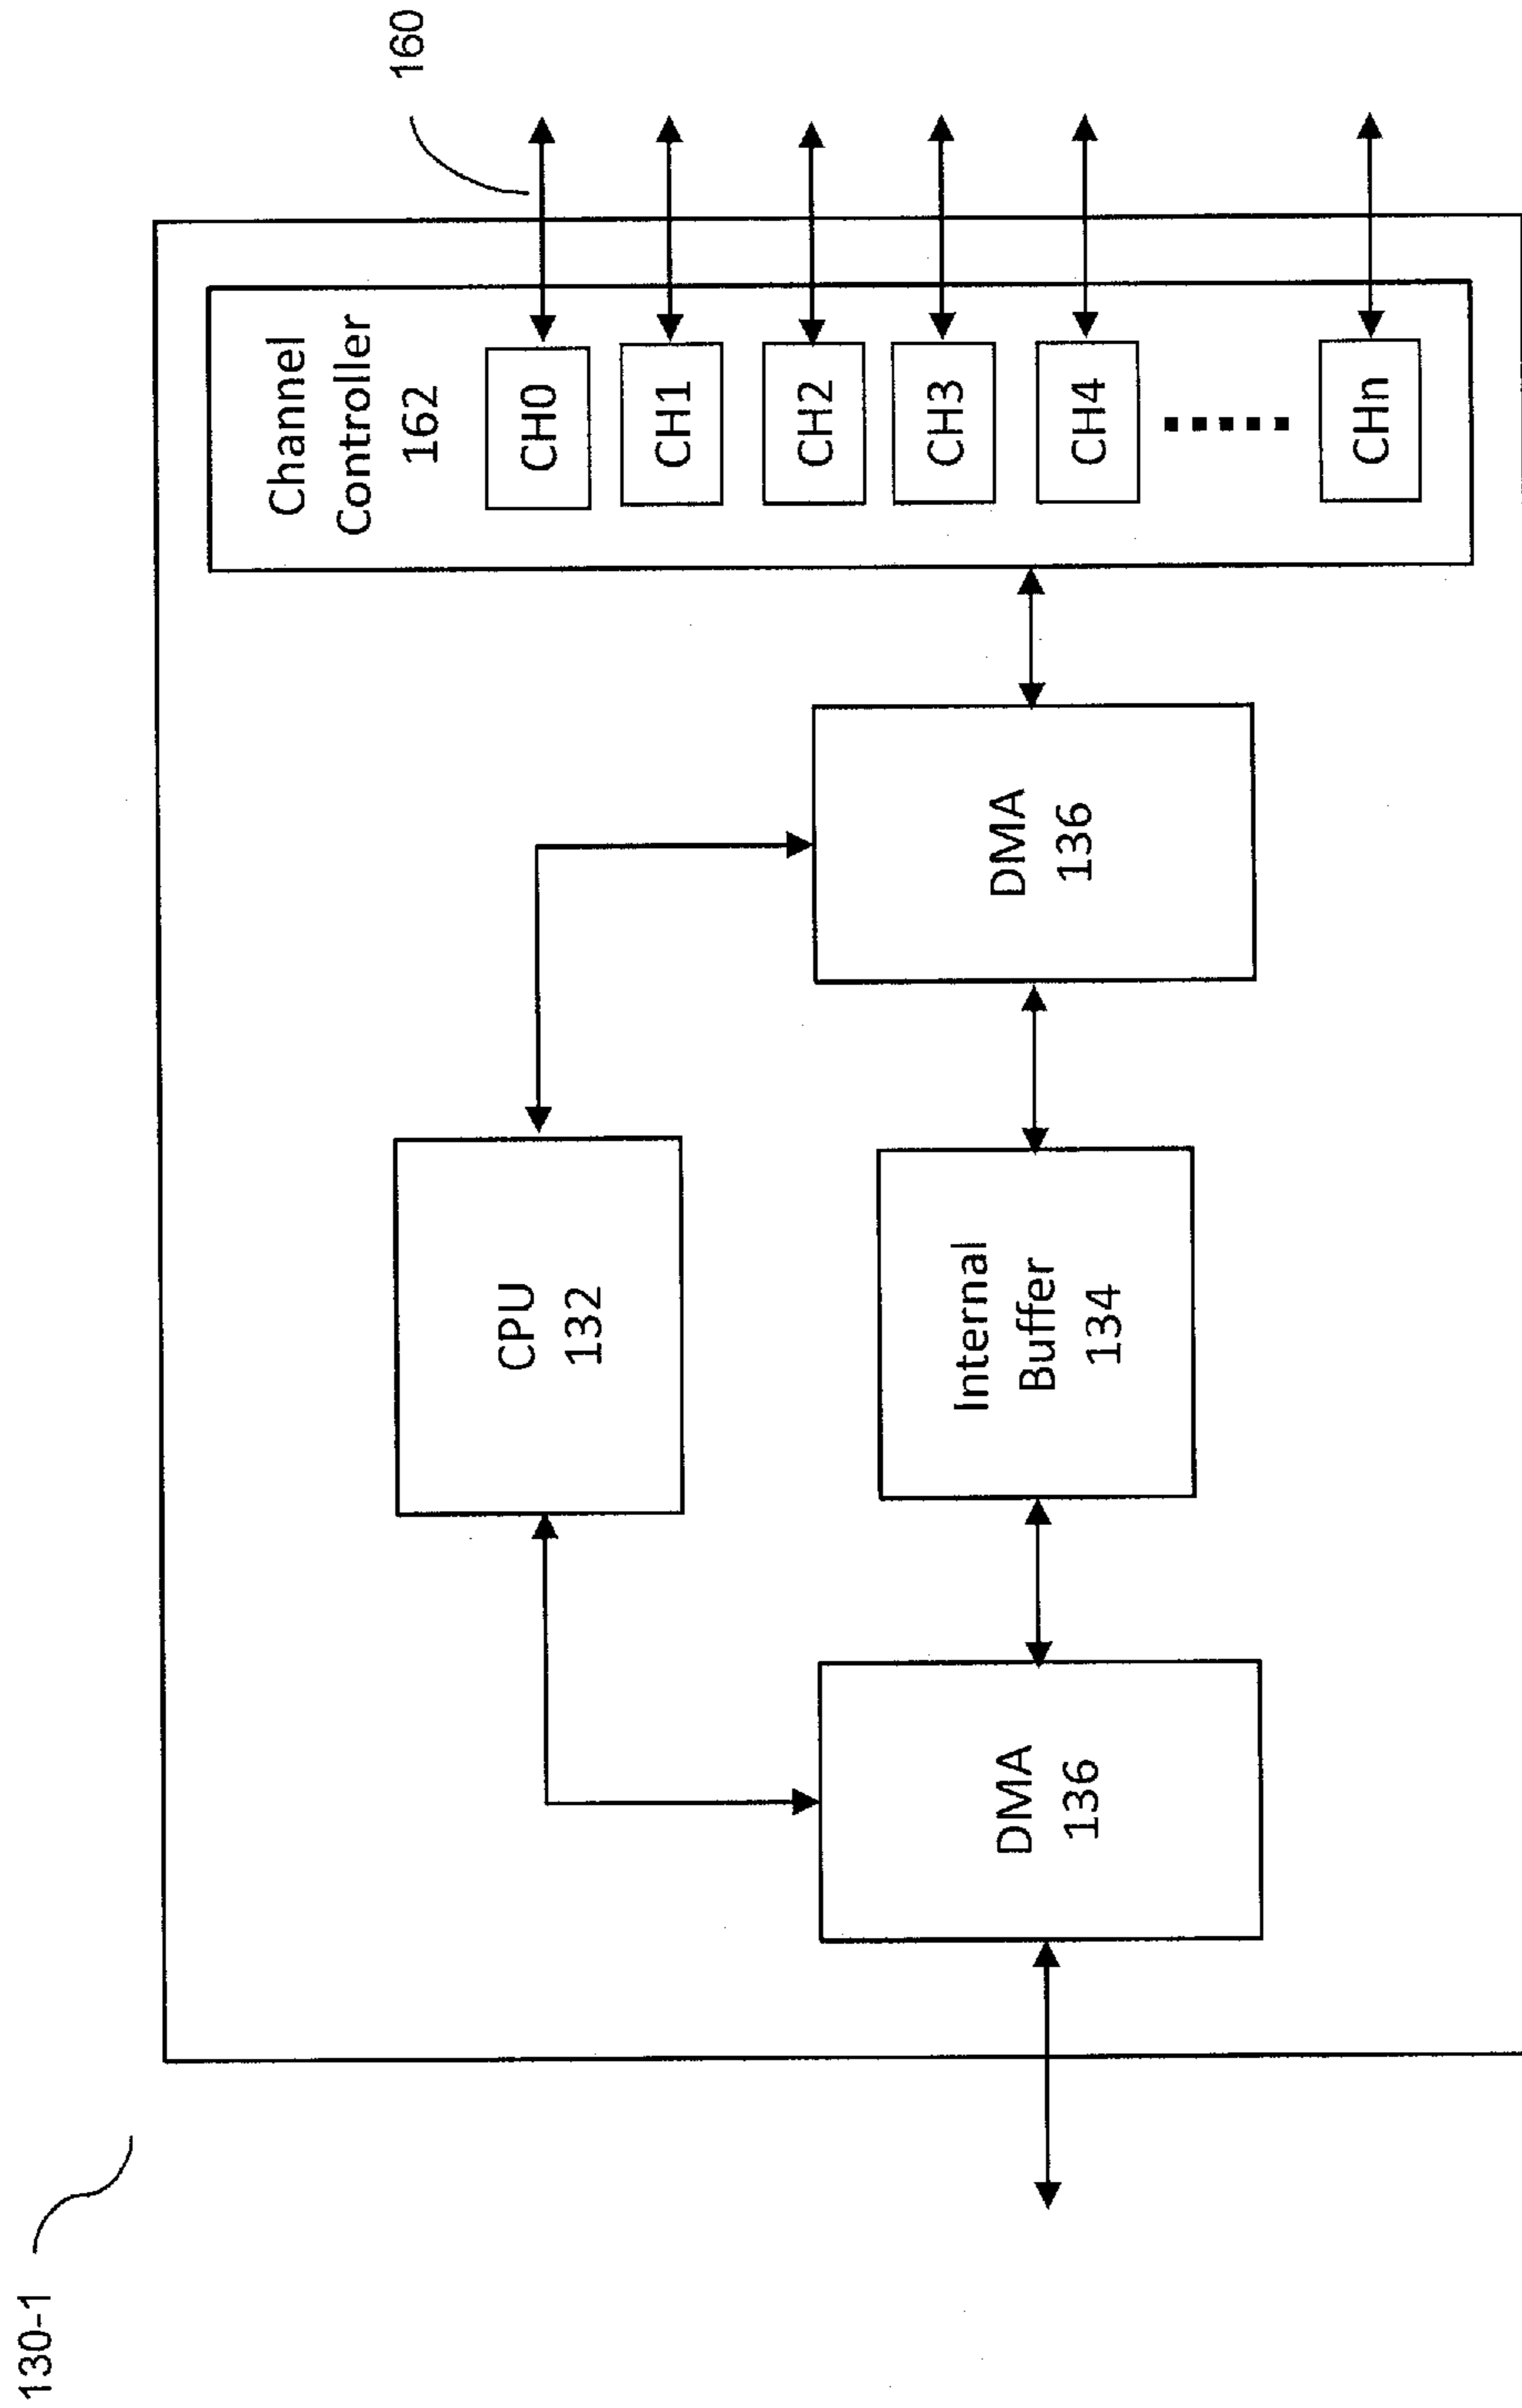 130-1
160
Channel
Controller
162
CH0
CH1
CH2
CH3
CH4
CHn
CPU
132
DMA
136
Internal
Buffer
134
DMA
136